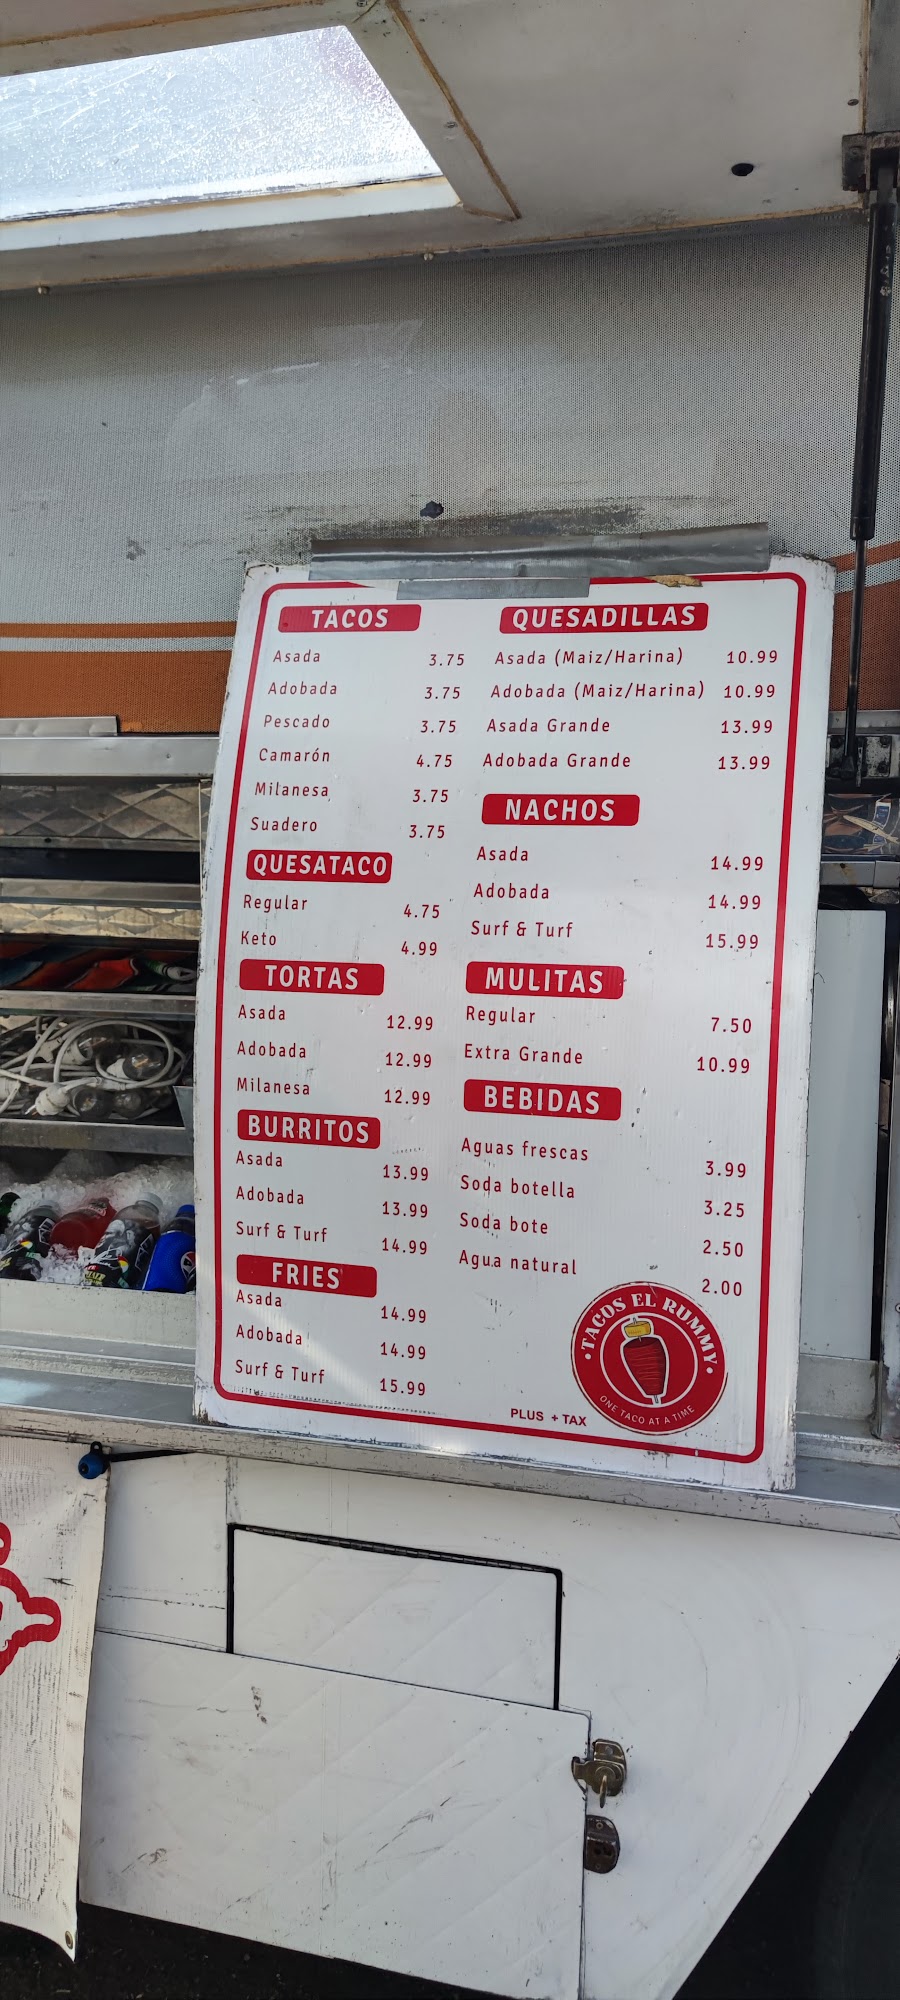 TACOS
Asada 3.75
Adobada 3.75
Pescado 3.75
Camarón 4.75
Milanesa 3.75
Suadero 3.75
QUESATACO
Regular 4.75
Keto 4.99
TORTAS
Asada 12.99
Adobada 12.99
Milanesa 12.99
BURRITOS
Asada 13.99
Adobada 13.99
Surf & Turf 14.99
FRIES
Asada 14.99
Adobada 14.99
Surf & Turf 15.99
QUESADILLAS
Asada (Maiz/Harina) 10.99
Adobada (Maiz/Harina) 10.99
Asada Grande 13.99
Adobada Grande 13.99
NACHOS
Asada 14.99
Adobada 14.99
Surf & Turf 15.99
MULITAS
Regular 7.50
Extra Grande 10.99
BEBIDAS
Aguas frescas 3.99
Soda botella 3.25
Soda bote 2.50
Agua natural 2.00
PLUS + TAX
• TACOS EL RUMMY •
ONE TACO AT A TIME